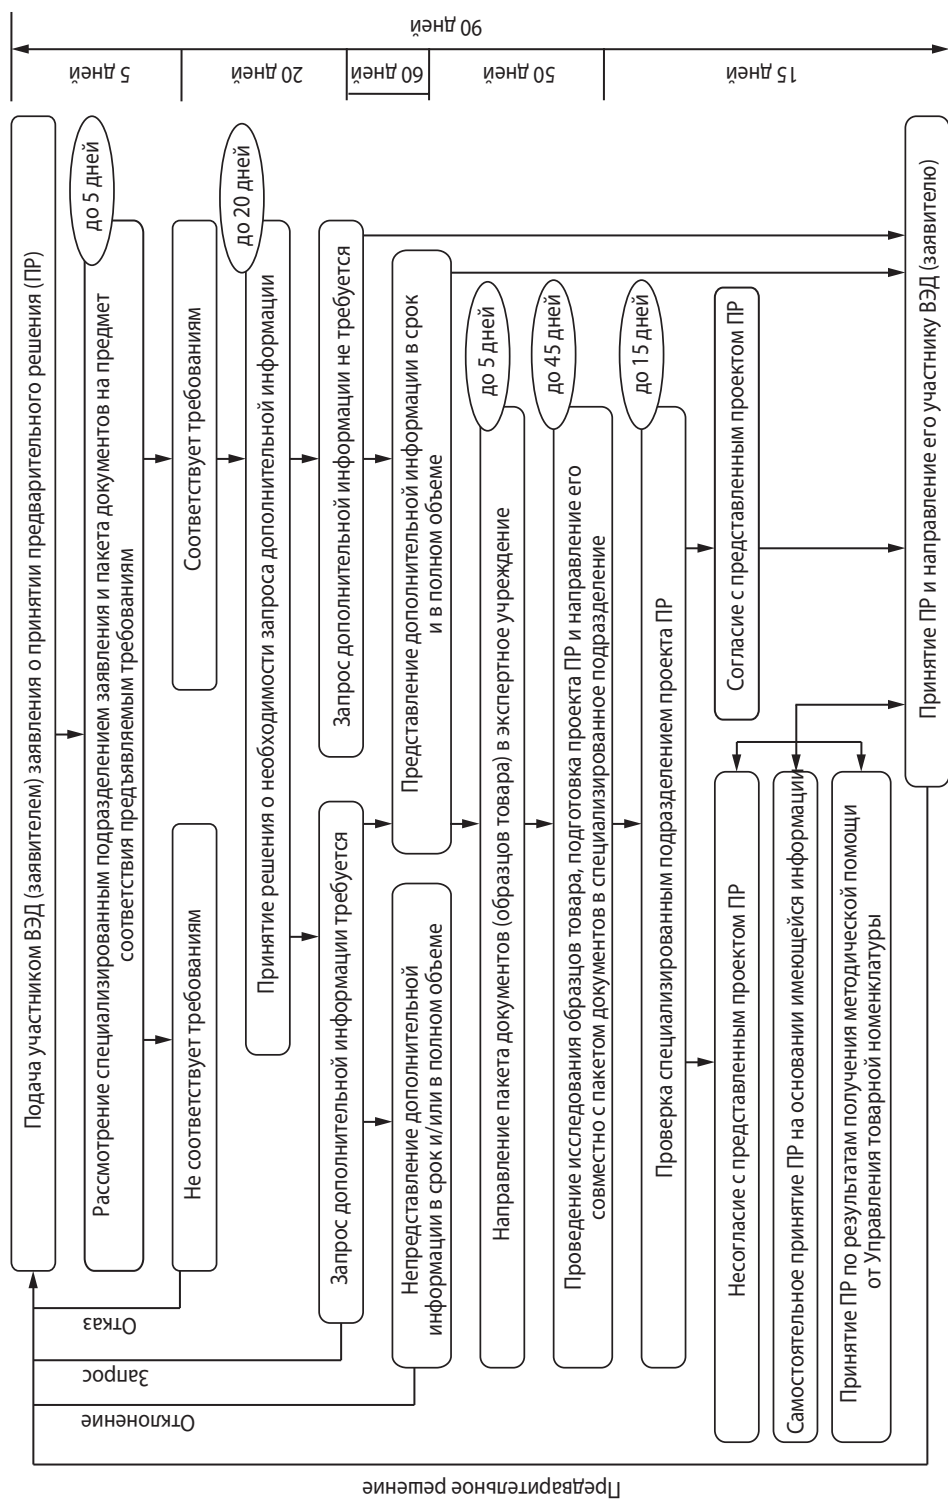 Подача участником ВЭД (заявителем) заявления о принятии предварительного решения (ПР)
до 5 дней
Рассмотрение специализированным подразделением заявления и пакета документов на предмет
соответствия предъявляемым требованиям
Не соответствует требованиям
Соответствует требованиям
до 20 дней
Принятие решения о необходимости запроса дополнительной информации
Запрос дополнительной информации требуется
Запрос дополнительной информации не требуется
Непредставление дополнительной
информации в срок и/или в полном объеме
Представление дополнительной информации в срок
и в полном объеме
до 5 дней
Направление пакета документов (образцов товара) в экспертное учреждение
до 45 дней
Проведение исследования образцов товара, подготовка проекта ПР и направление его
совместно с пакетом документов в специализированное подразделение
до 15 дней
Проверка специализированным подразделением проекта ПР
Несогласие с представленным проектом ПР
Согласие с представленным проектом ПР
Самостоятельное принятие ПР на основании имеющейся информации
Принятие ПР по результатам получения методической помощи
от Управления товарной номенклатуры
Принятие ПР и направление его участнику ВЭД (заявителю)
Отказ
Запрос
Отклонение
Предварительное решение
5 дней
20 дней
60 дней
50 дней
15 дней
90 дней